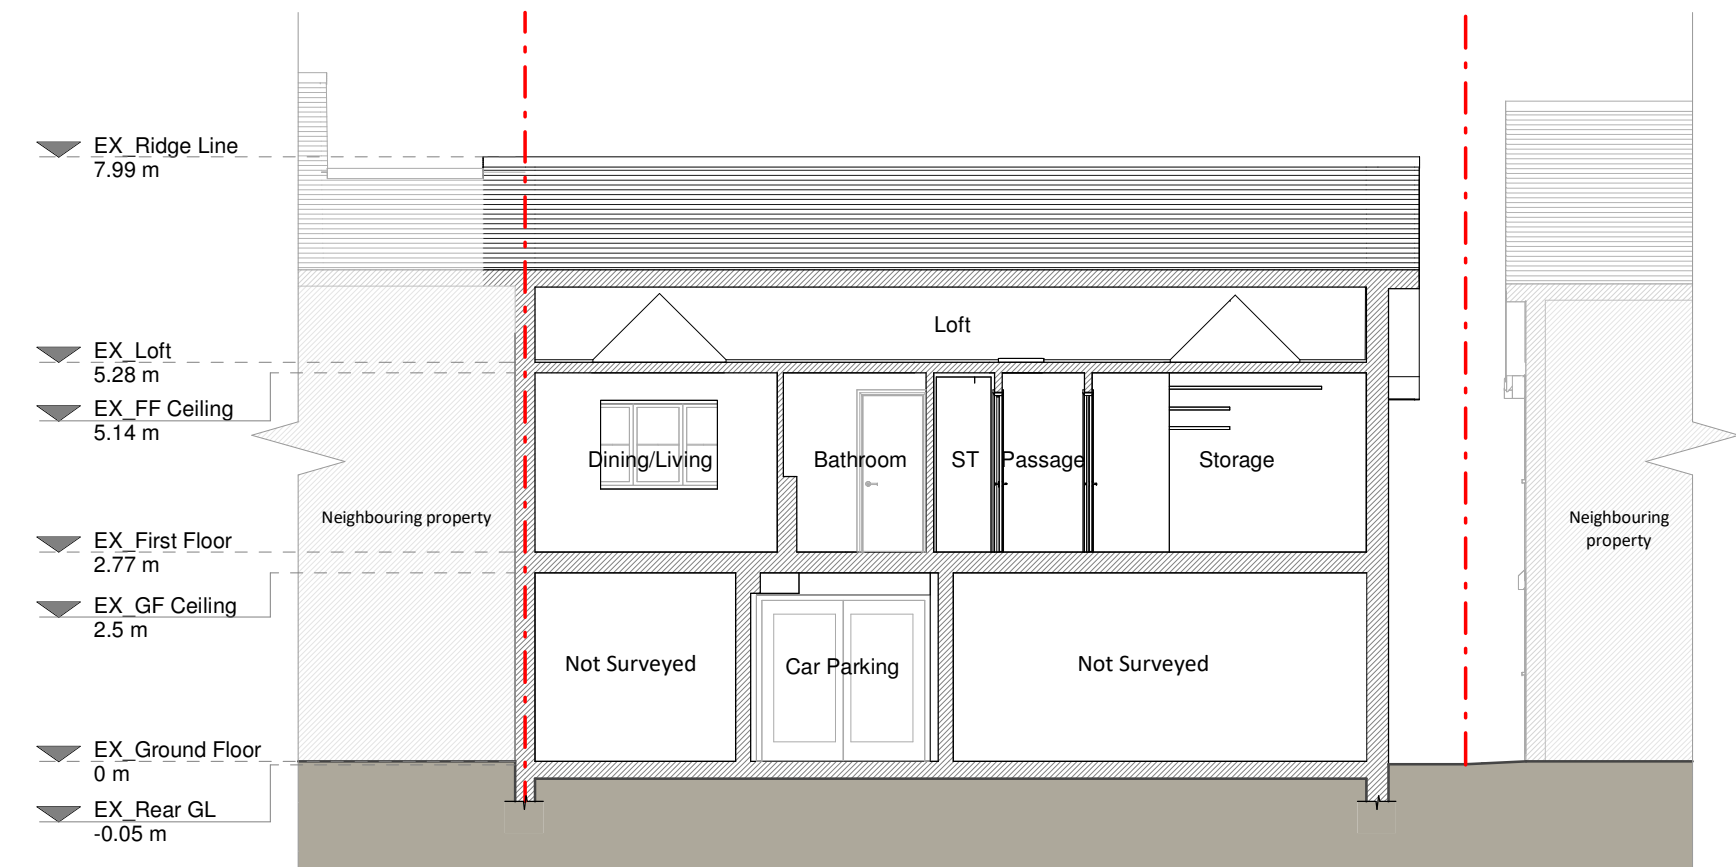 EX_Ridge Line
7.99 m
Loft
EX_Loft
5.28 m
EX_FF Ceiling
5.14 m
Dining/Living
Bathroom
ST
Passage
Storage
Neighbouring property
Neighbouring
property
EX_First Floor
2.77 m
EX_GF Ceiling
2.5 m
Not Surveyed
Car Parking
Not Surveyed
EX_Ground Floor
0 m
EX_Rear GL
-0.05 m